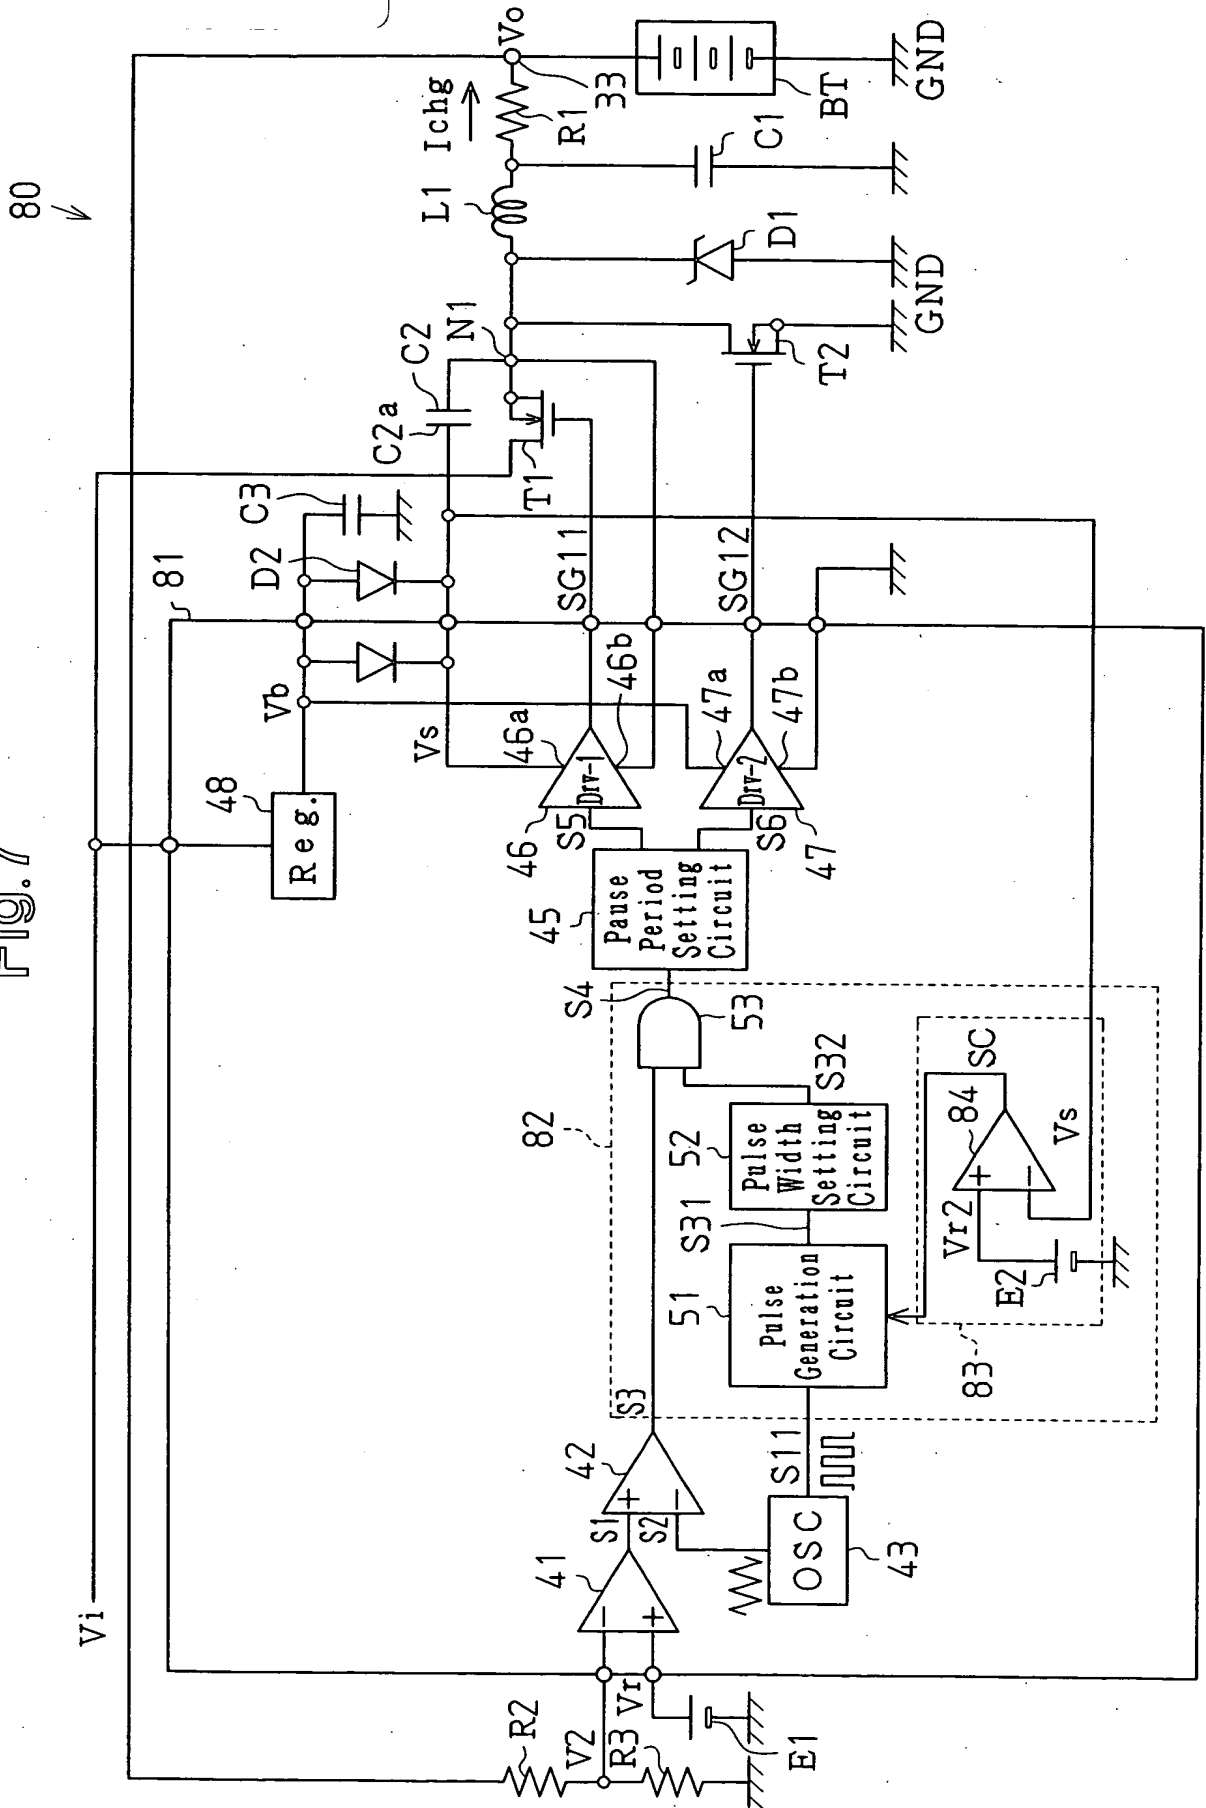 Fig. 7
80
Vi
81
Vb
48
Reg.
D2
C3
C2a
C2
N1
L1
Ichg
Vo
R1
33
BT
GND
C1
D1
GND
T2
T1
Vs
46a
46b
SG11
SG12
47a
47b
46
Drv-1
Drv-2
47
S5
S6
45
Pause
Period
Setting
Circuit
S4
53
82
S32
52
Pulse
Width
Setting
Circuit
S31
51
Pulse
Generation
Circuit
SC
84
+
−
Vs
Vr2
E2
83
S3
42
+
−
S1
S2
S11
OSC
43
41
−
+
Vr
V2
R2
R3
E1